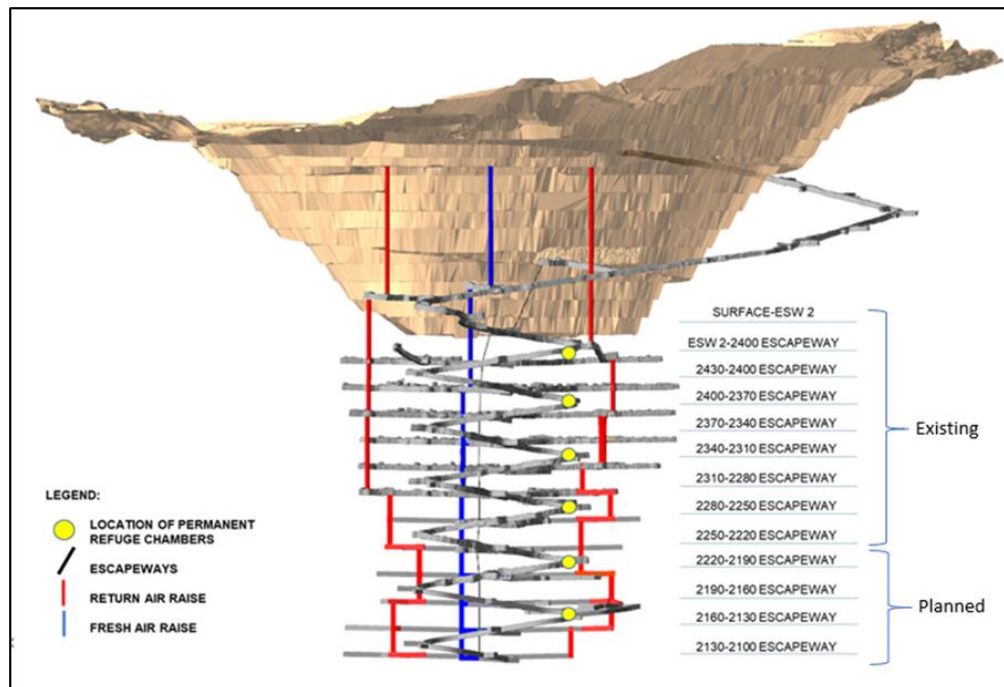 SURFACE-ESW 2
ESW 2-2400 ESCAPEWAY
2430-2400 ESCAPEWAY
2400-2370 ESCAPEWAY
2370-2340 ESCAPEWAY
2340-2310 ESCAPEWAY
2310-2280 ESCAPEWAY
2280-2250 ESCAPEWAY
2250-2220 ESCAPEWAY
2220-2190 ESCAPEWAY
2190-2160 ESCAPEWAY
2160-2130 ESCAPEWAY
2130-2100 ESCAPEWAY
Existing
Planned
LEGEND:
LOCATION OF PERMANENT
REFUGE CHAMBERS
ESCAPEWAYS
RETURN AIR RAISE
FRESH AIR RAISE